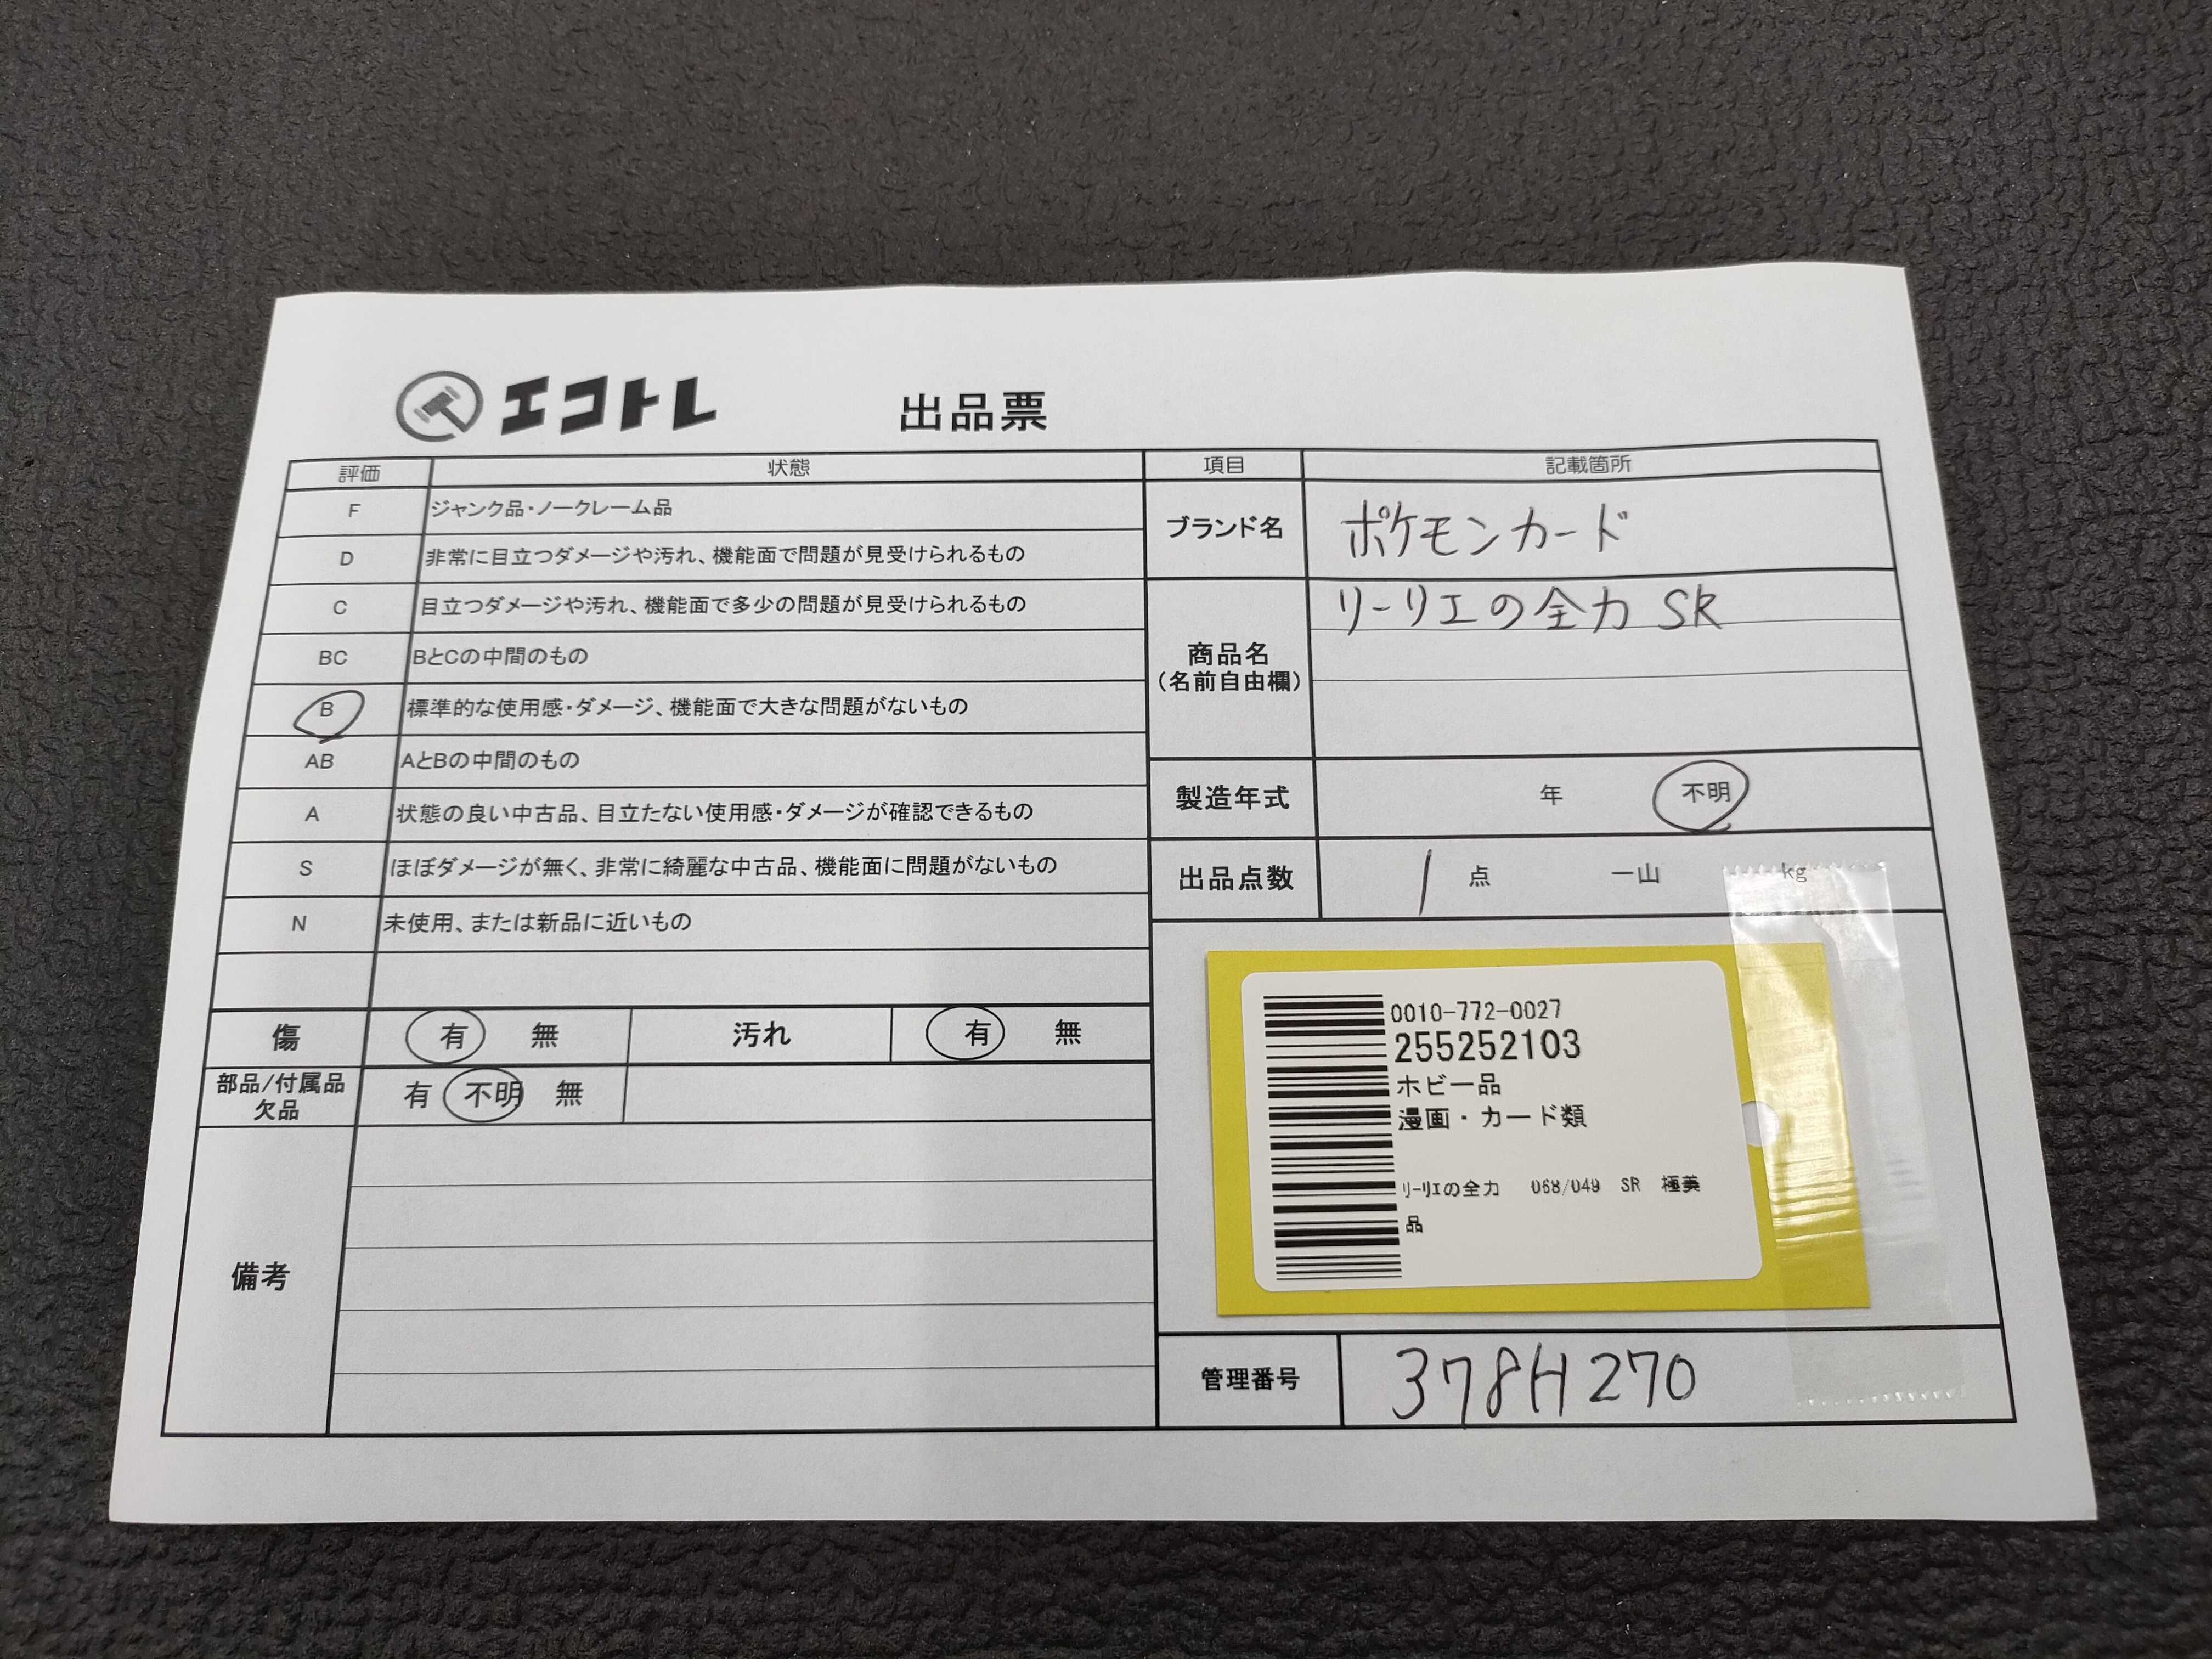 エコトレ 出品票
評価 状態
F ジャンク品・ノークレーム品
D 非常に目立つダメージや汚れ、機能面で問題が見受けられるもの
C 目立つダメージや汚れ、機能面で多少の問題が見受けられるもの
BC BとCの中間のもの
B 標準的な使用感・ダメージ、機能面で大きな問題がないもの
AB AとBの中間のもの
A 状態の良い中古品、目立たない使用感・ダメージが確認できるもの
S ほぼダメージが無く、非常に綺麗な中古品、機能面に問題がないもの
N 未使用、または新品に近いもの
傷 有 無 汚れ 有 無
部品/付属品
欠品 有 不明 無
備考
項目 記載箇所
ブランド名 ポケモンカード
商品名
(名前自由欄) リーリエの全力 SR
製造年式 年 不明
出品点数 1 点 一山 kg
0010-772-0027
255252103
ホビー品
漫画・カード類
リーリエの全力 068/049 SR 極美
品
管理番号 378H270